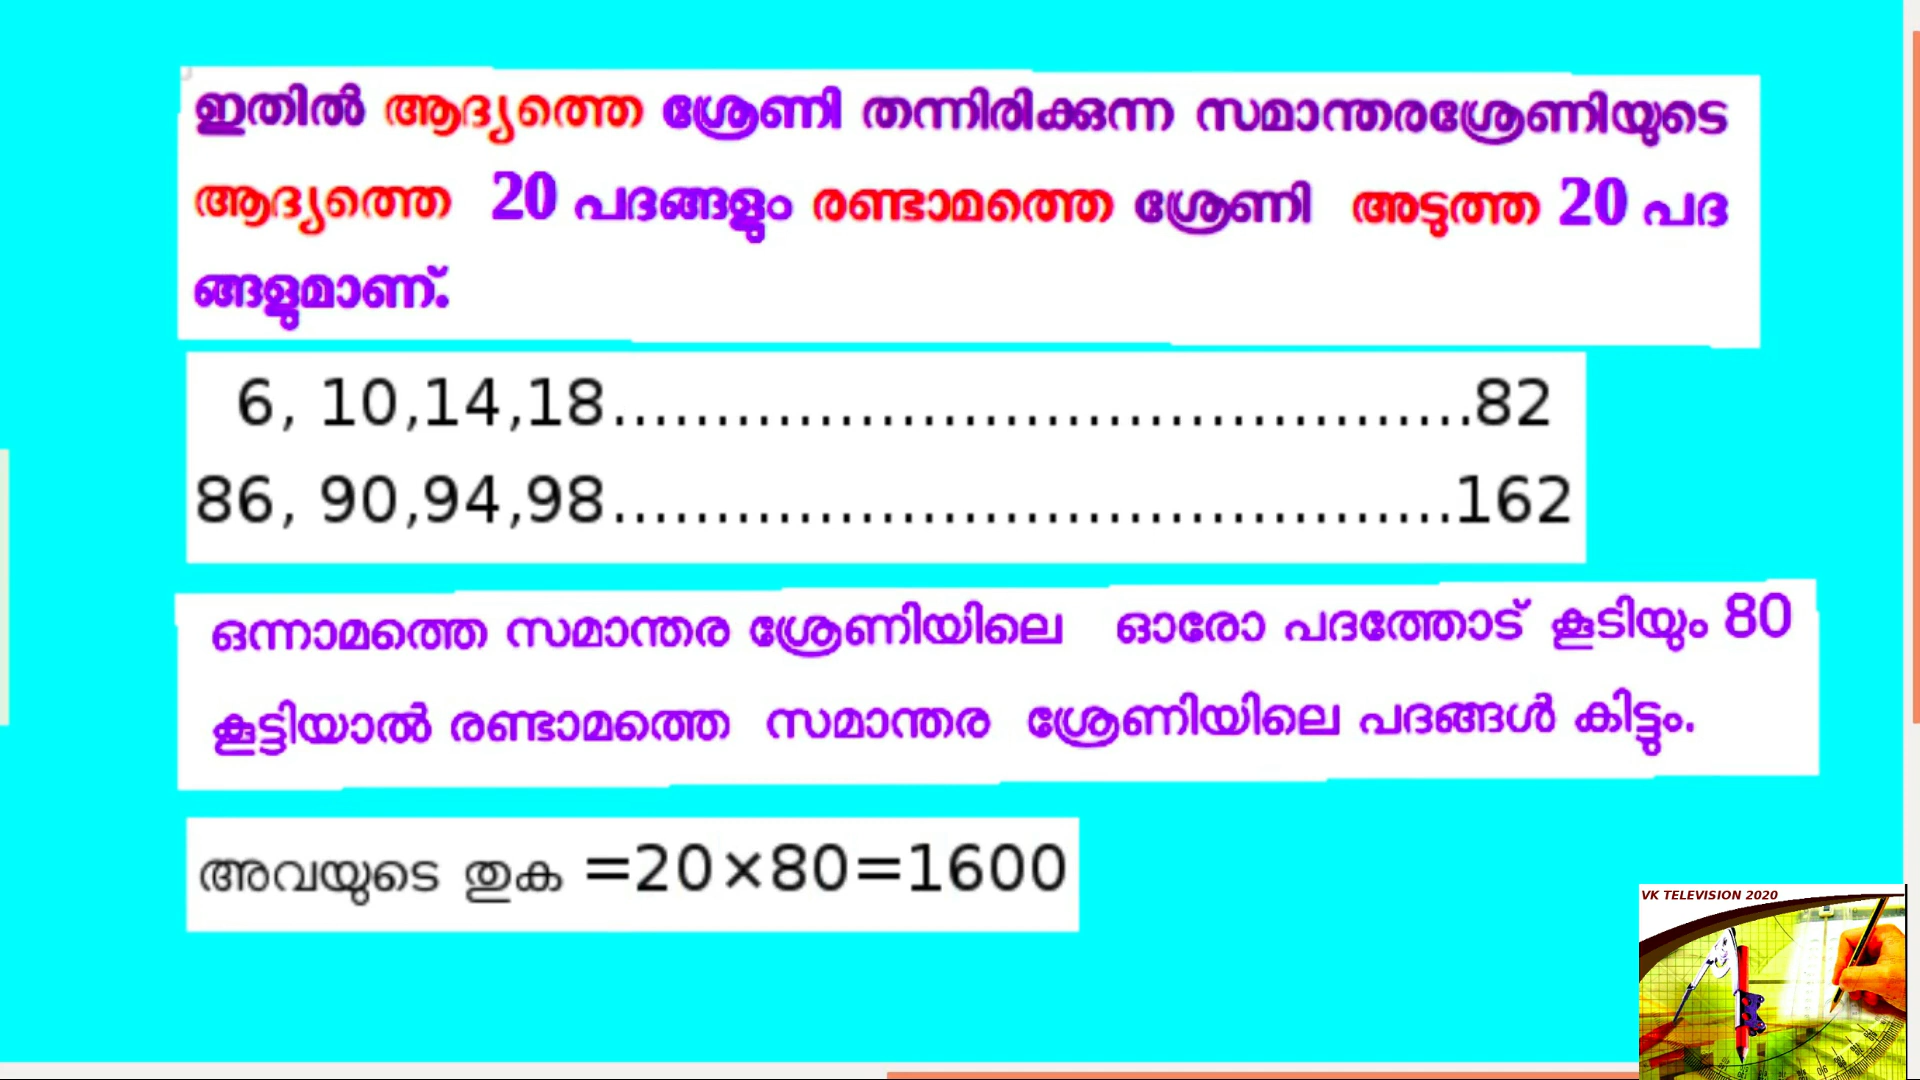 ഇതിൽ ആദ്യത്തെ ശ്രേണി തന്നിരിക്കുന്ന സമാന്തരശ്രേണിയുടെ
ആദ്യത്തെ 20 പദങ്ങളും രണ്ടാമത്തെ ശ്രേണി അടുത്ത 20 പദ
ങ്ങളുമാണ്.
6, 10,14,18..................................................82
86, 90,94,98.................................................162
ഒന്നാമത്തെ സമാന്തര ശ്രേണിയിലെ ഓരോ പദത്തോട് കൂടിയും 80
കൂട്ടിയാൽ രണ്ടാമത്തെ സമാന്തര ശ്രേണിയിലെ പദങ്ങൾ കിട്ടും.
അവയുടെ തുക =20×80=1600
VK TELEVISION 2020